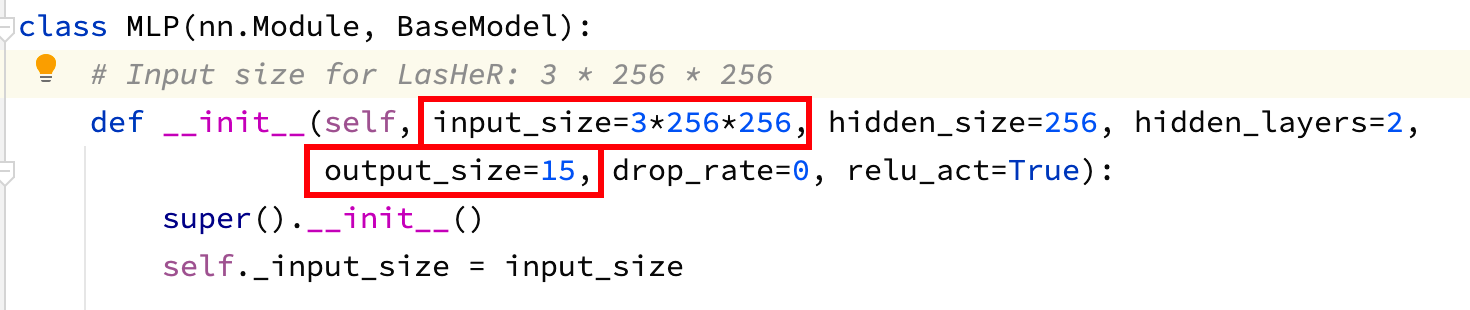 class MLP(nn.Module, BaseModel):
# Input size for LasHeR: 3 * 256 * 256
def __init__(self, input_size=3*256*256, hidden_size=256, hidden_layers=2,
output_size=15, drop_rate=0, relu_act=True):
super().__init__()
self._input_size = input_size